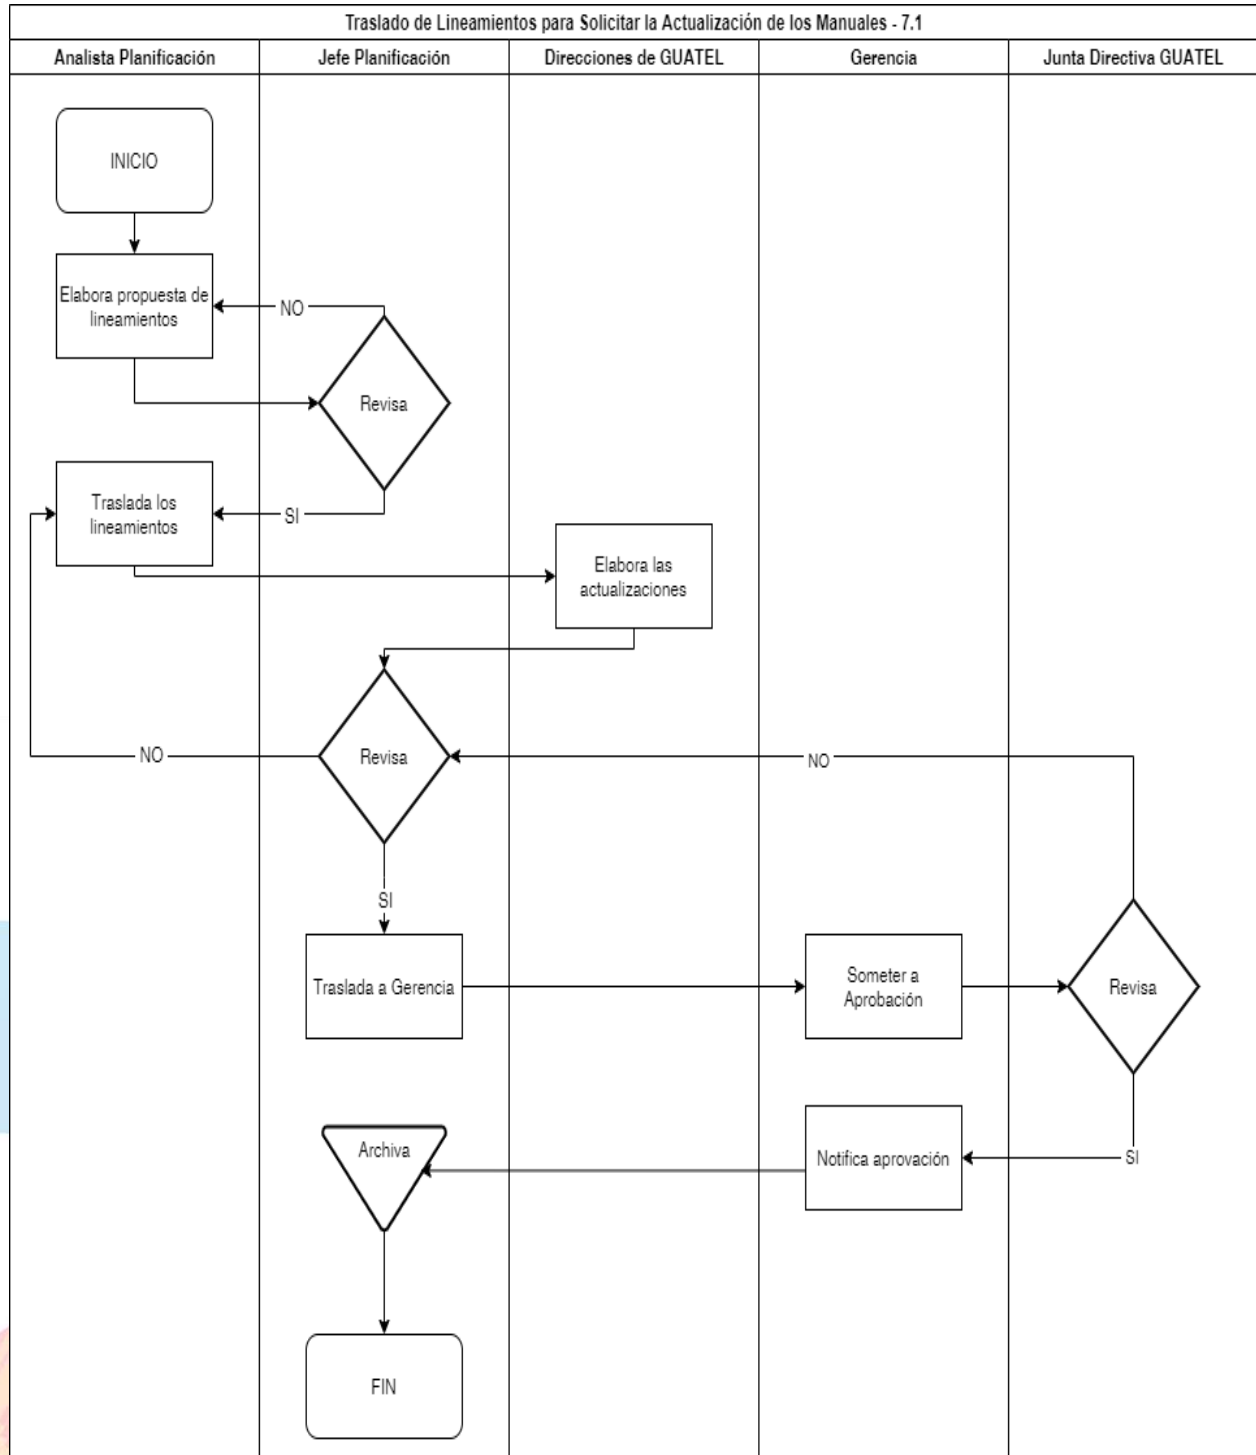 Traslado de Lineamientos para Solicitar la Actualización de los Manuales - 7.1
Analista Planificación
Jefe Planificación
Direcciones de GUATEL
Gerencia
Junta Directiva GUATEL
INICIO
Elabora propuesta de
lineamientos
NO
Revisa
Traslada los
lineamientos
SI
Elabora las
actualizaciones
Revisa
NO
NO
SI
Traslada a Gerencia
Someter a
Aprobación
Revisa
Archiva
Notifica aprovación
SI
FIN